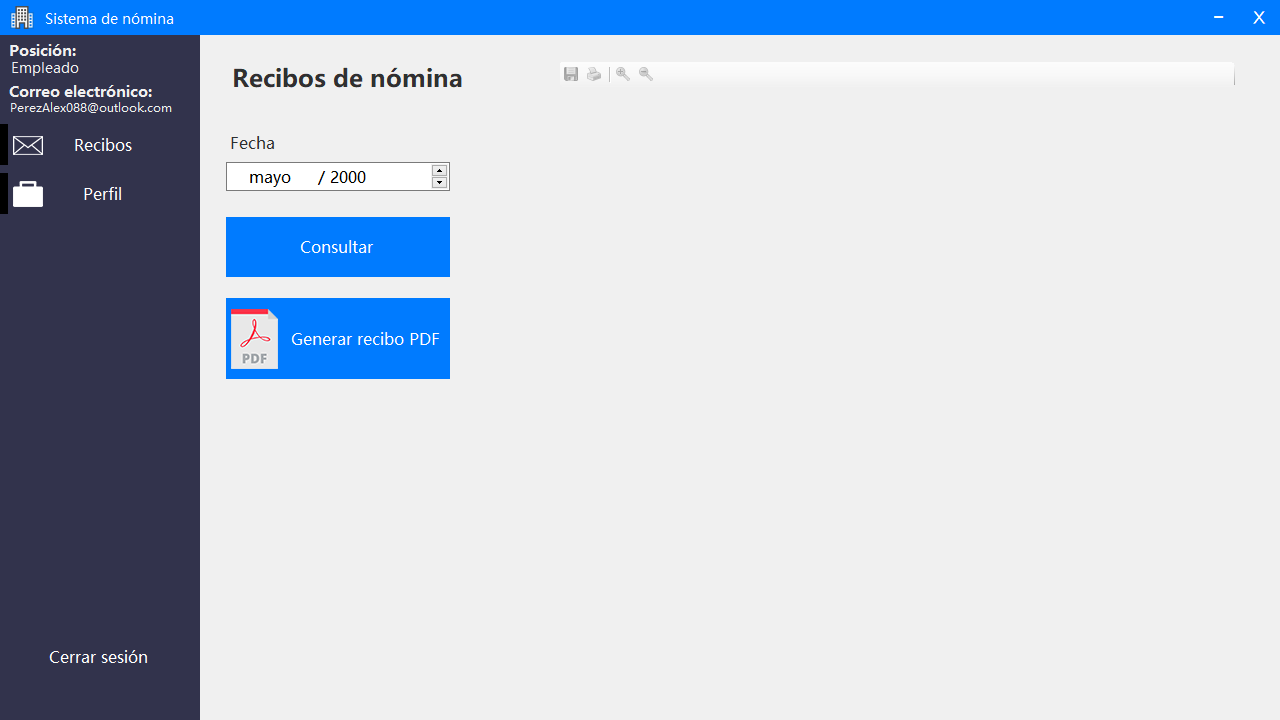 Sistema de nómina
X
Posición:
Empleado
Correo electrónico:
PerezAlex088@outlook.com
Recibos
Perfil
Cerrar sesión
Recibos de nómina
Fecha
mayo / 2000
Consultar
PDF
Generar recibo PDF